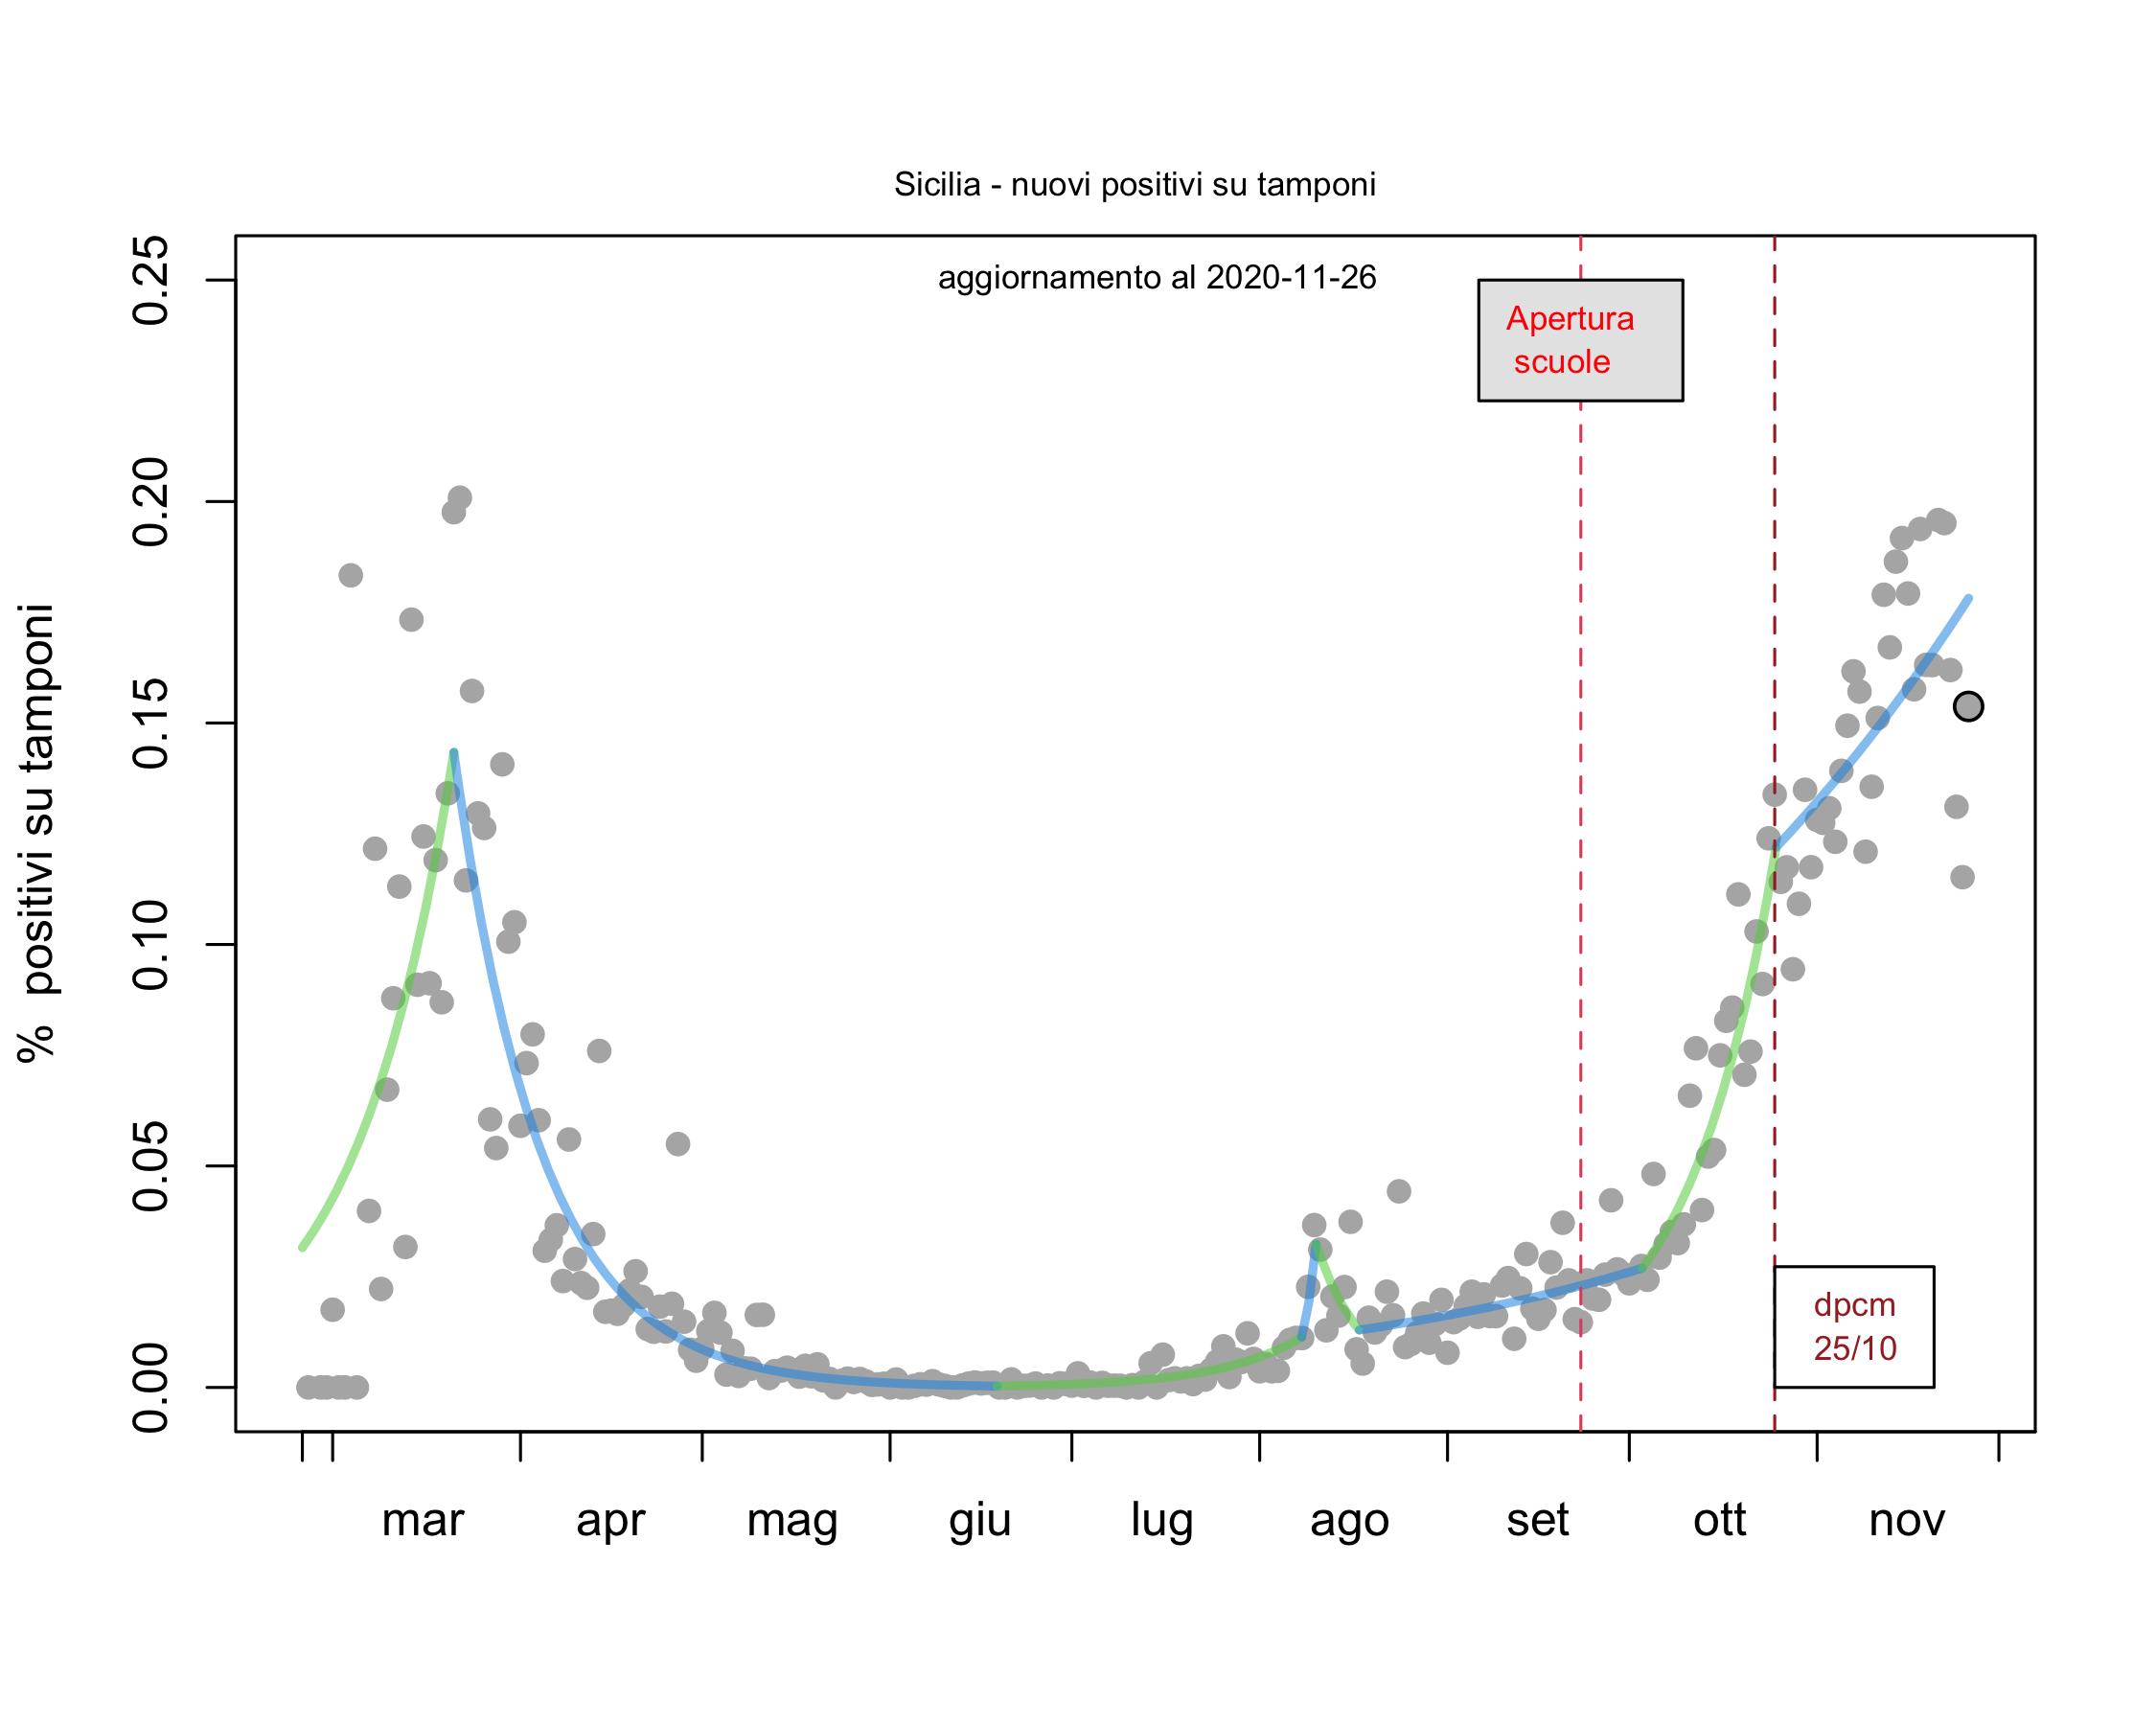 Sicilia - nuovi positivi su tamponi
aggiornamento al 2020-11-26
Apertura
scuole
% positivi su tamponi
0.25
0.20
0.15
0.10
0.05
0.00
dpcm
25/10
mar apr mag giu lug ago set ott nov